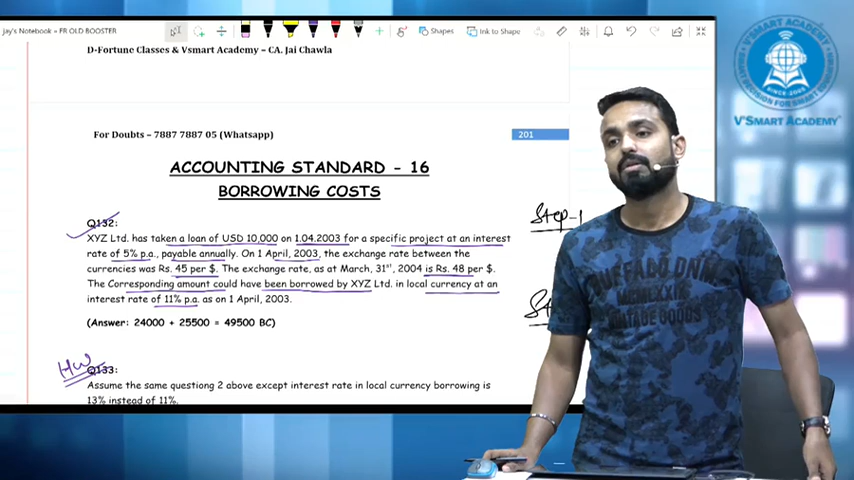 Jay's Notebook » FR OLD BOOSTER
Shapes
Ink to Shape
D-Fortune Classes & Vsmart Academy – CA. Jai Chawla
For Doubts – 7887 7887 05 (Whatsapp)
201
ACCOUNTING STANDARD - 16
BORROWING COSTS
Q132:
XYZ Ltd. has taken a loan of USD 10,000 on 1.04.2003 for a specific project at an interest
rate of 5% p.a., payable annually. On 1 April, 2003, the exchange rate between the
currencies was Rs. 45 per $. The exchange rate, as at March, 31st, 2004 is Rs. 48 per $.
The Corresponding amount could have been borrowed by XYZ Ltd. in local currency at an
interest rate of 11% p.a. as on 1 April, 2003.
(Answer: 24000 + 25500 = 49500 BC)
HW
Q133:
Assume the same questiong 2 above except interest rate in local currency borrowing is
13% instead of 11%.
Step-1
V'SMART ACADEMY
SINCE-2008
V'SMART ACADEMY®